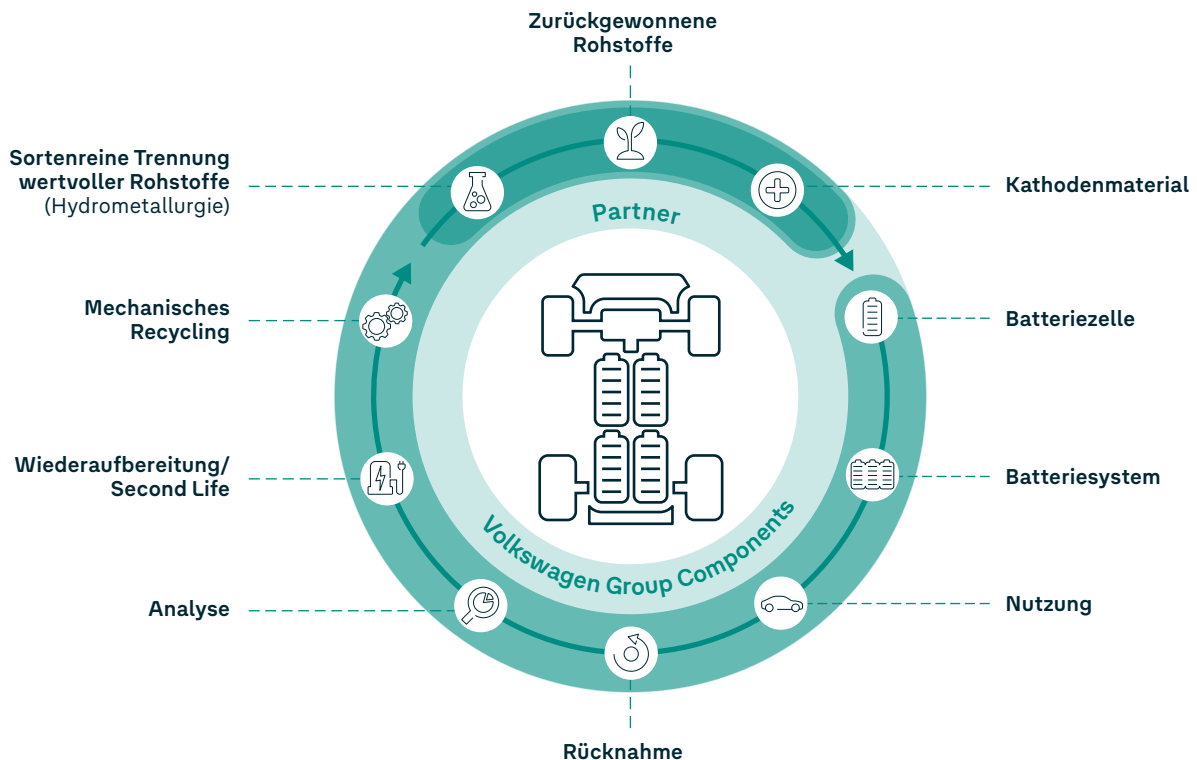 Zurückgewonnene
Rohstoffe
Sortenreine Trennung
wertvoller Rohstoffe
(Hydrometallurgie)
Kathodenmaterial
Partner
Mechanisches
Recycling
Batteriezelle
Wiederaufbereitung/
Second Life
Batteriesystem
Volkswagen Group Components
Analyse
Nutzung
Rücknahme